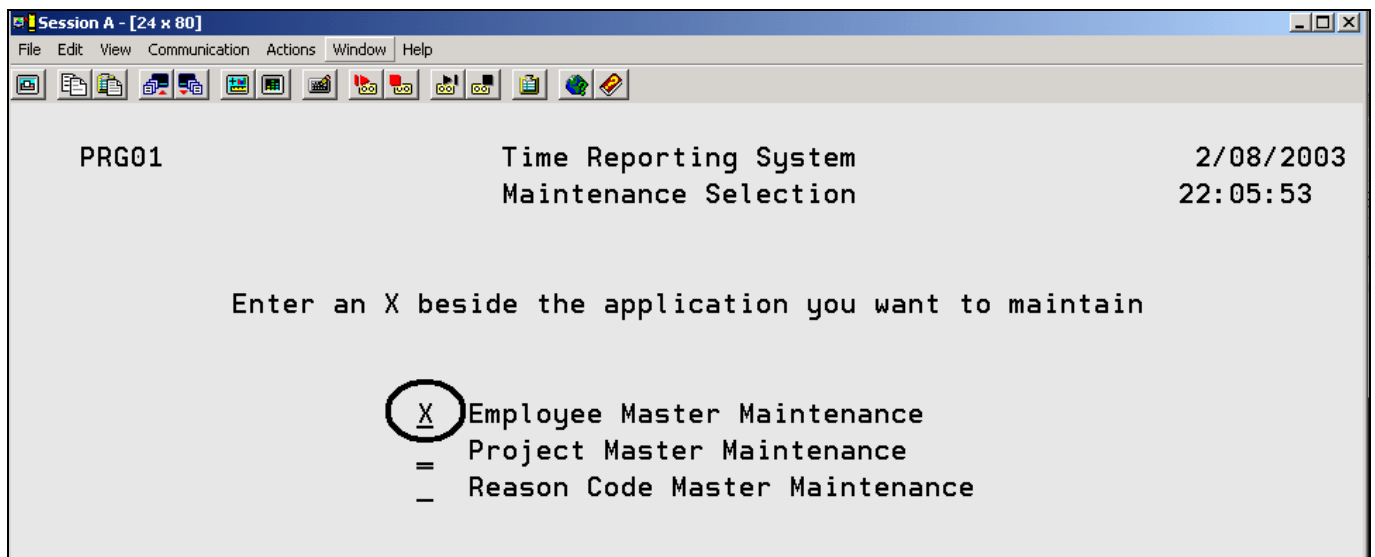 Session A - [24 x 80]
File Edit View Communication Actions Window Help
PRG01 Time Reporting System 2/08/2003
Maintenance Selection 22:05:53
Enter an X beside the application you want to maintain
X Employee Master Maintenance
_ Project Master Maintenance
_ Reason Code Master Maintenance